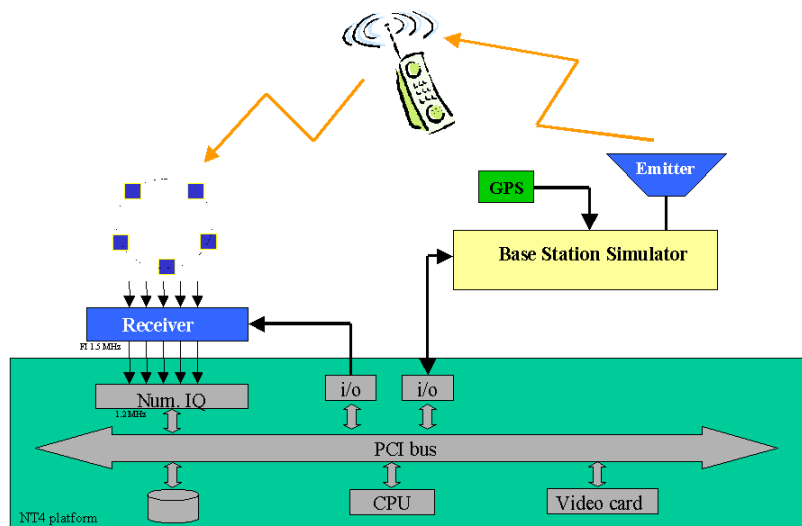 Emitter
GPS
Base Station Simulator
Receiver
FI 1.5 MHz
i/o
i/o
Num. IQ
1.2 MHz
PCI bus
CPU
Video card
NT4 platform